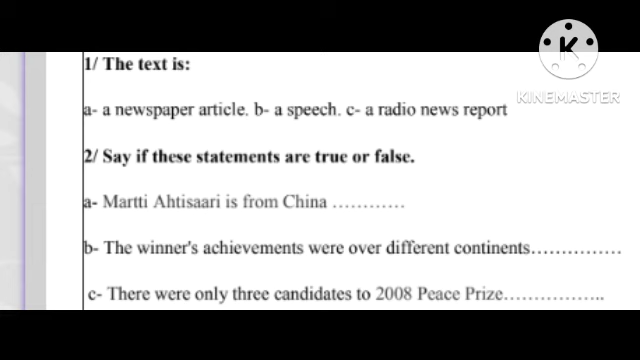 1/ The text is:
a- a newspaper article. b- a speech. c- a radio news report
2/ Say if these statements are true or false.
a- Martti Ahtisaari is from China …………
b- The winner's achievements were over different continents……………
c- There were only three candidates to 2008 Peace Prize……………..
K
KINEMASTER